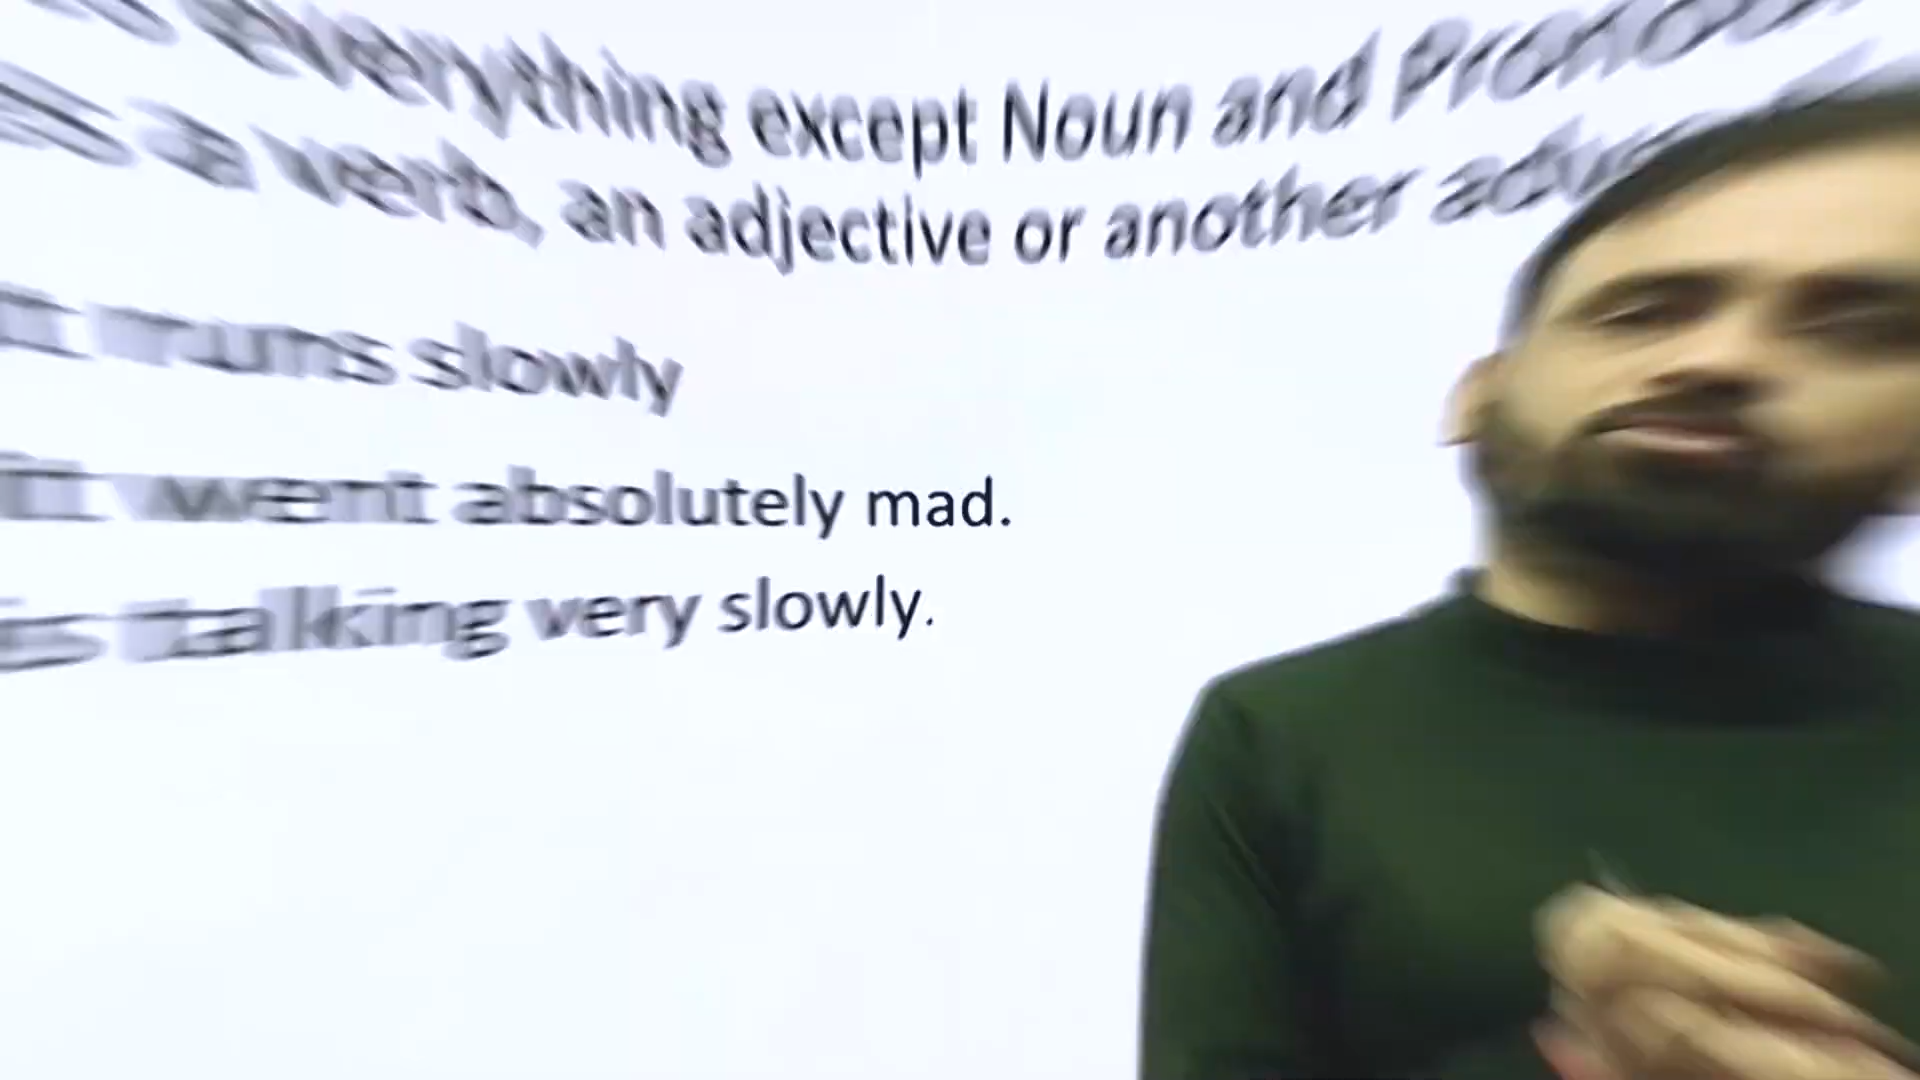 everything except Noun and
a verb, an adjective or another
runs slowly
went absolutely mad.
is talking very slowly.